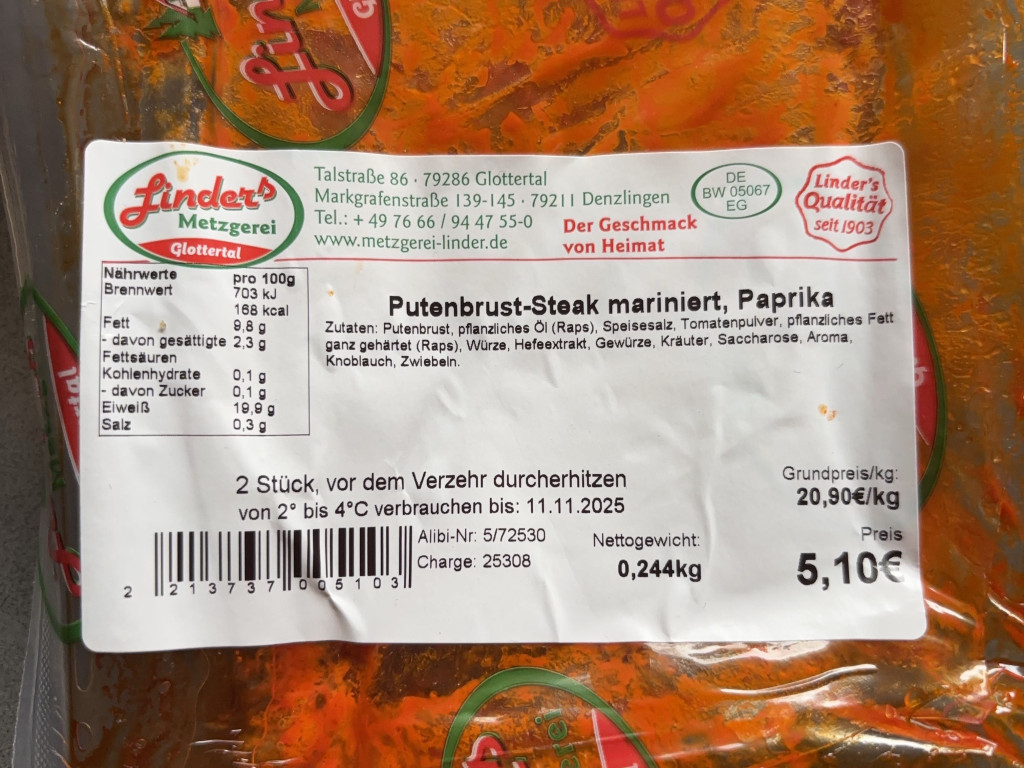 Linder's
Metzgerei
Glottertal
Talstraße 86 · 79286 Glottertal
Markgrafenstraße 139-145 · 79211 Denzlingen
Tel.: + 49 76 66 / 94 47 55-0
www.metzgerei-linder.de
Der Geschmack
von Heimat
DE
BW 05067
EG
Linder's
Qualität
seit 1903
Nährwerte pro 100g
Brennwert 703 kJ
168 kcal
Fett 9,8 g
- davon gesättigte 2,3 g
Fettsäuren
Kohlenhydrate 0,1 g
- davon Zucker 0,1 g
Eiweiß 19,9 g
Salz 0,3 g
Putenbrust-Steak mariniert, Paprika
Zutaten: Putenbrust, pflanzliches Öl (Raps), Speisesalz, Tomatenpulver, pflanzliches Fett
ganz gehärtet (Raps), Würze, Hefeextrakt, Gewürze, Kräuter, Saccharose, Aroma,
Knoblauch, Zwiebeln.
2 Stück, vor dem Verzehr durcherhitzen
von 2° bis 4°C verbrauchen bis: 11.11.2025
Grundpreis/kg:
20,90€/kg
Alibi-Nr: 5/72530
Charge: 25308
Nettogewicht:
0,244kg
Preis
5,10€
2 213737 005103